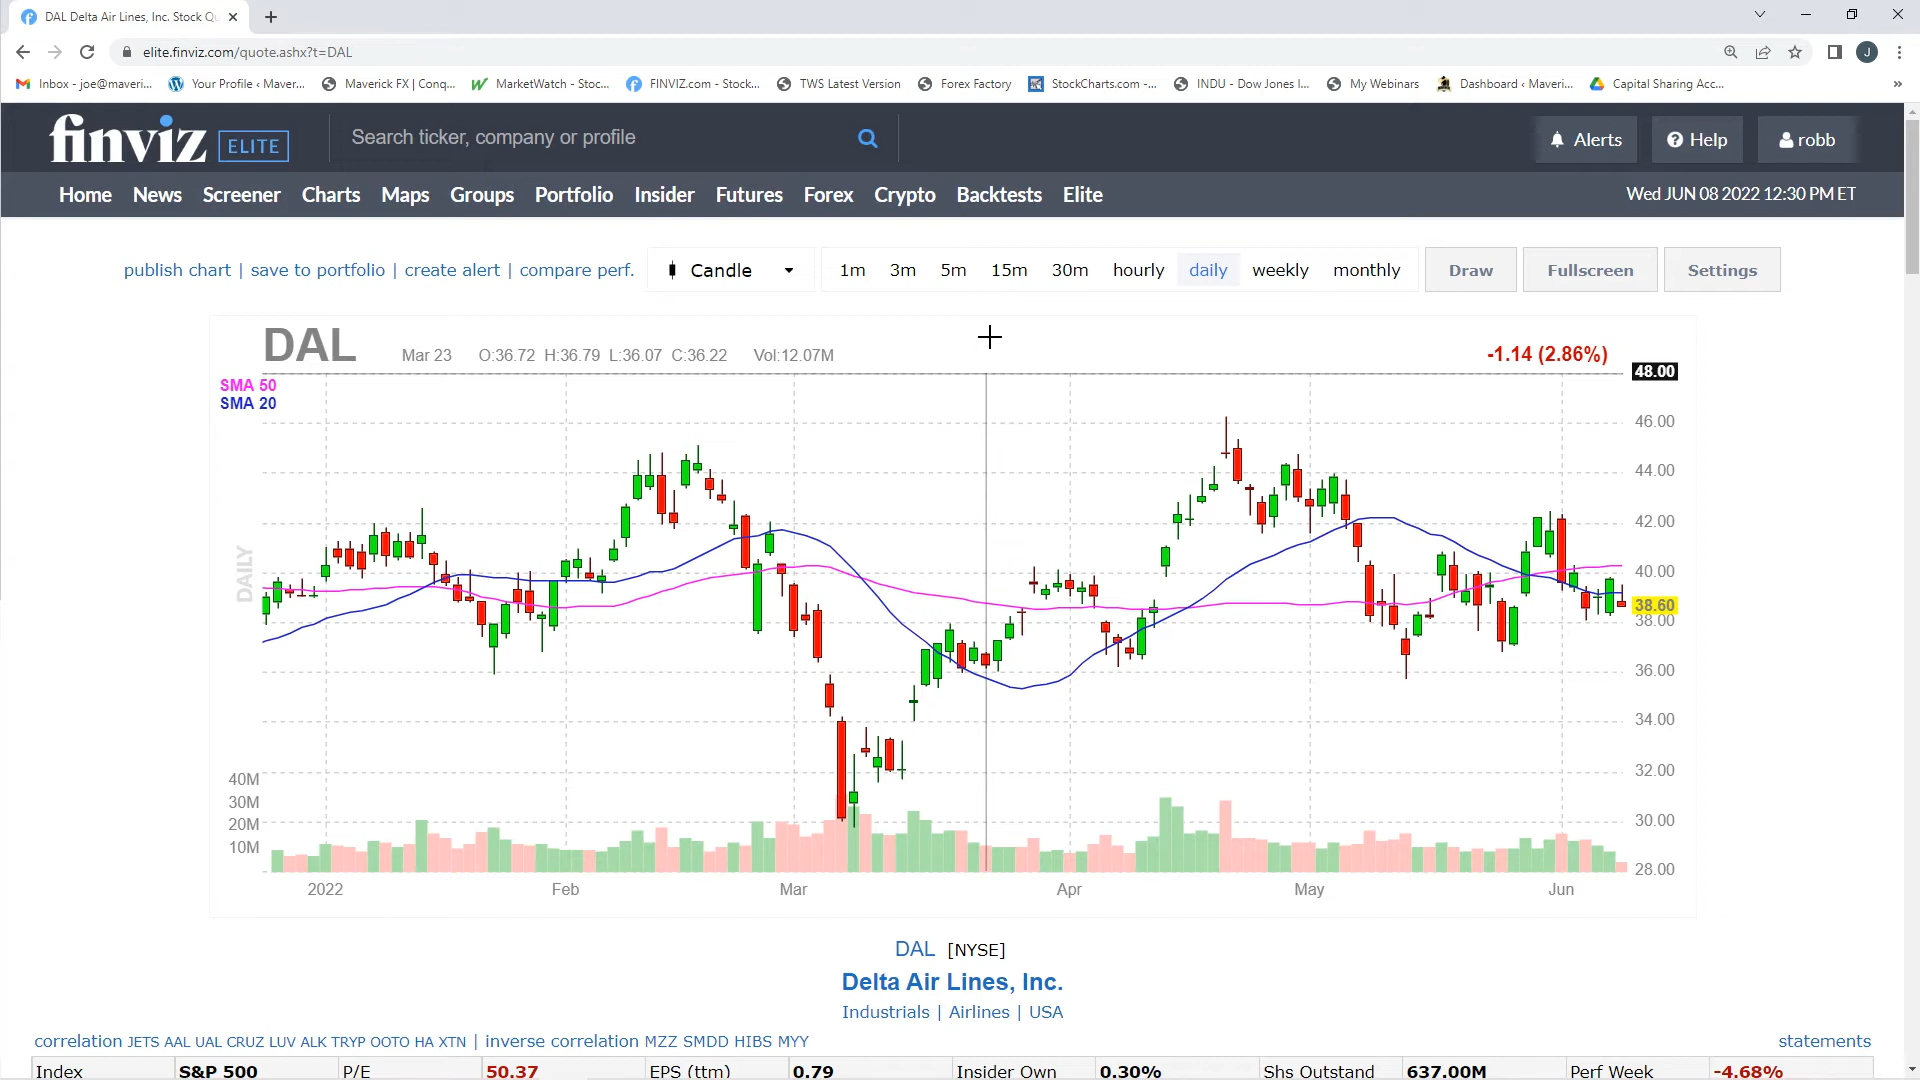 DAL Delta Air Lines, Inc. Stock Qu
elite.finviz.com/quote.ashx?t=DAL
J
Inbox - joe@maveri... Your Profile ‹ Maver... Maverick FX | Conq... MarketWatch - Stoc... FINVIZ.com - Stock... TWS Latest Version Forex Factory StockCharts.com -... INDU - Dow Jones I... My Webinars Dashboard ‹ Maveri... Capital Sharing Acc... »
finviz ELITE Search ticker, company or profile Alerts Help robb
Home News Screener Charts Maps Groups Portfolio Insider Futures Forex Crypto Backtests Elite Wed JUN 08 2022 12:30 PM ET
publish chart | save to portfolio | create alert | compare perf. Candle 1m 3m 5m 15m 30m hourly daily weekly monthly Draw Fullscreen Settings
DAL Mar 23 O:36.72 H:36.79 L:36.07 C:36.22 Vol:12.07M -1.14 (2.86%)
48.00
SMA 50
SMA 20
46.00
44.00
42.00
DAILY
40.00
38.60
38.00
36.00
34.00
32.00
40M
30M
30.00
20M
10M
28.00
2022 Feb Mar Apr May Jun
DAL [NYSE]
Delta Air Lines, Inc.
Industrials | Airlines | USA
correlation JETS AAL UAL CRUZ LUV ALK TRYP OOTO HA XTN | inverse correlation MZZ SMDD HIBS MYY statements
Index S&P 500 P/E 50.37 EPS (ttm) 0.79 Insider Own 0.30% Shs Outstand 637.00M Perf Week -4.68%